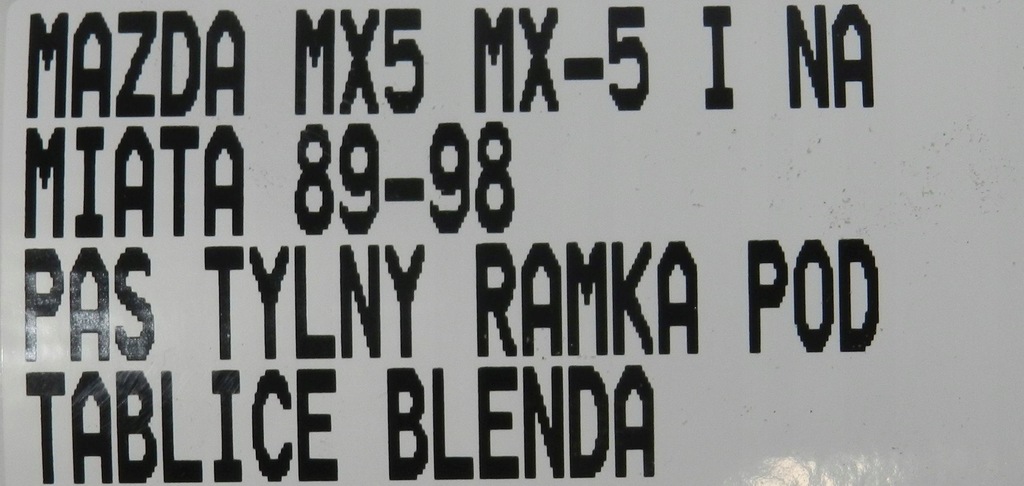 MAZDA MX5 MX-5 I NA
MIATA 89-98
PAS TYLNY RAMKA POD
TABLICE BLENDA